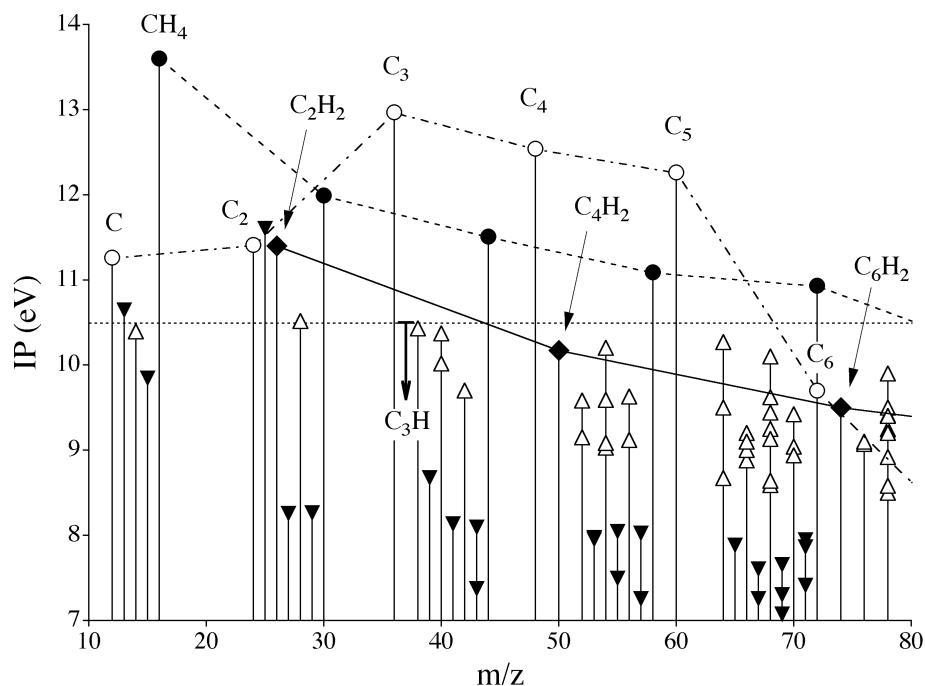 14
CH₄
C₃
C₂H₂
13
C₄
C₅
12
C
C₂
C₄H₂
C₆H₂
11
IP (eV)
10
C₆
C₃H
9
8
7
10 20 30 40 50 60 70 80
m/z